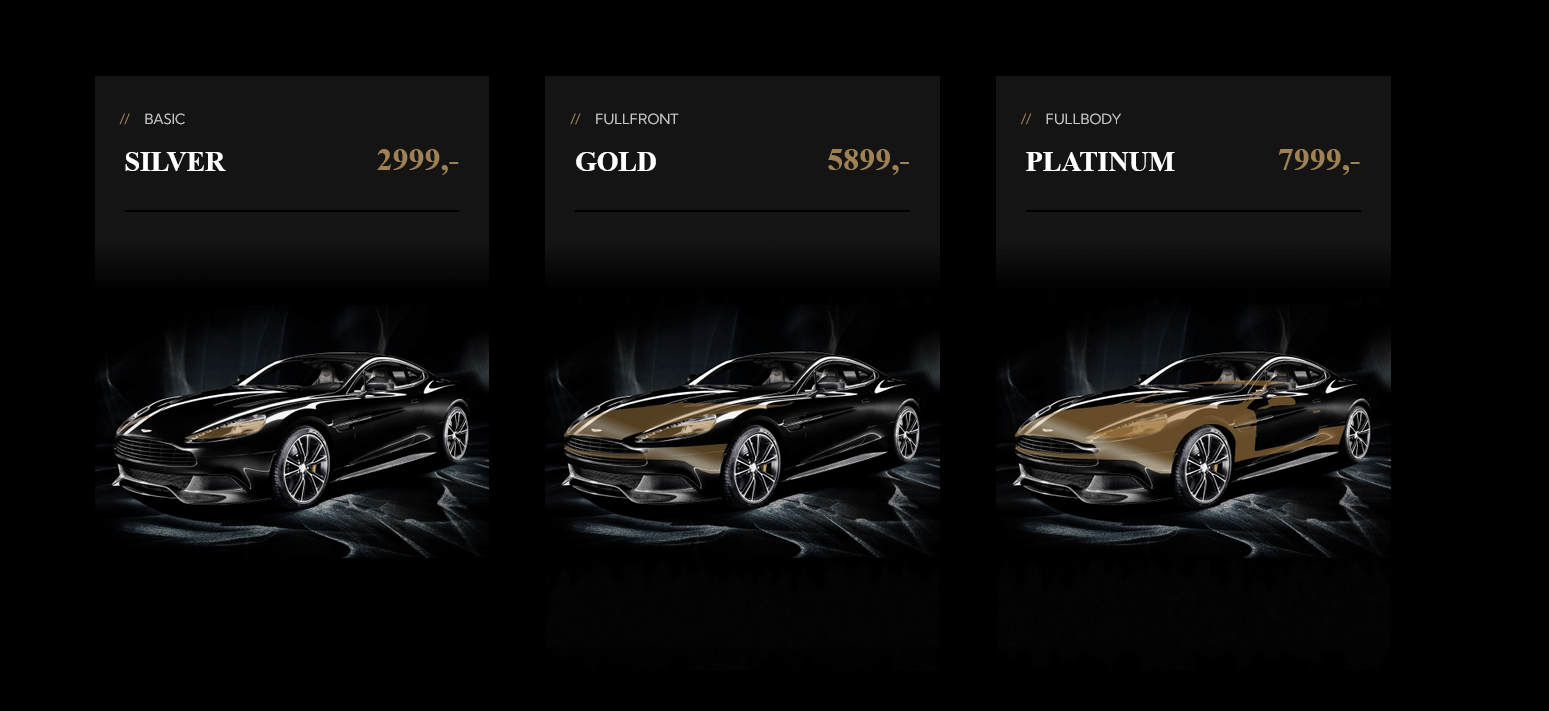 // BASIC
SILVER 2999,-
// FULLFRONT
GOLD 5899,-
// FULLBODY
PLATINUM 7999,-